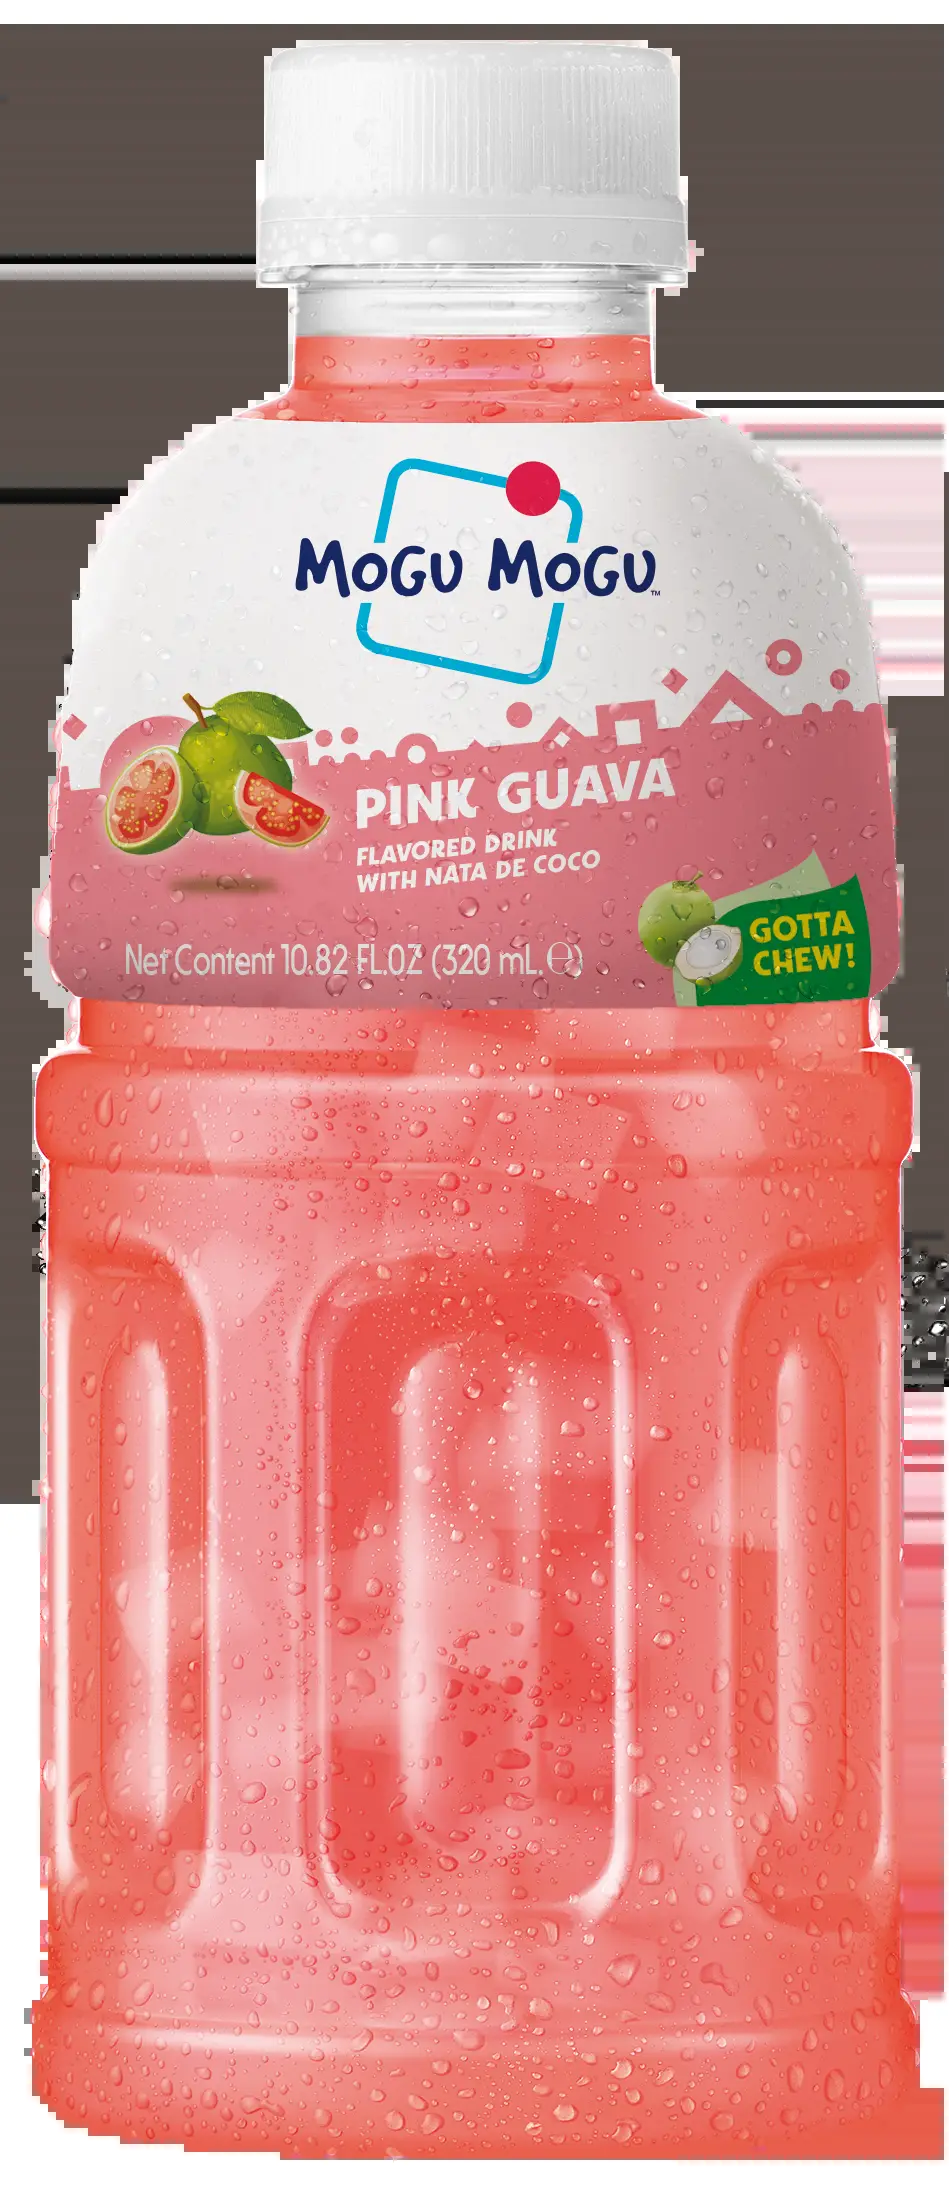 MOGU MOGU™
PINK GUAVA
FLAVORED DRINK
WITH NATA DE COCO
GOTTA
CHEW!
Net Content 10.82 FL.OZ (320 mL.℮)